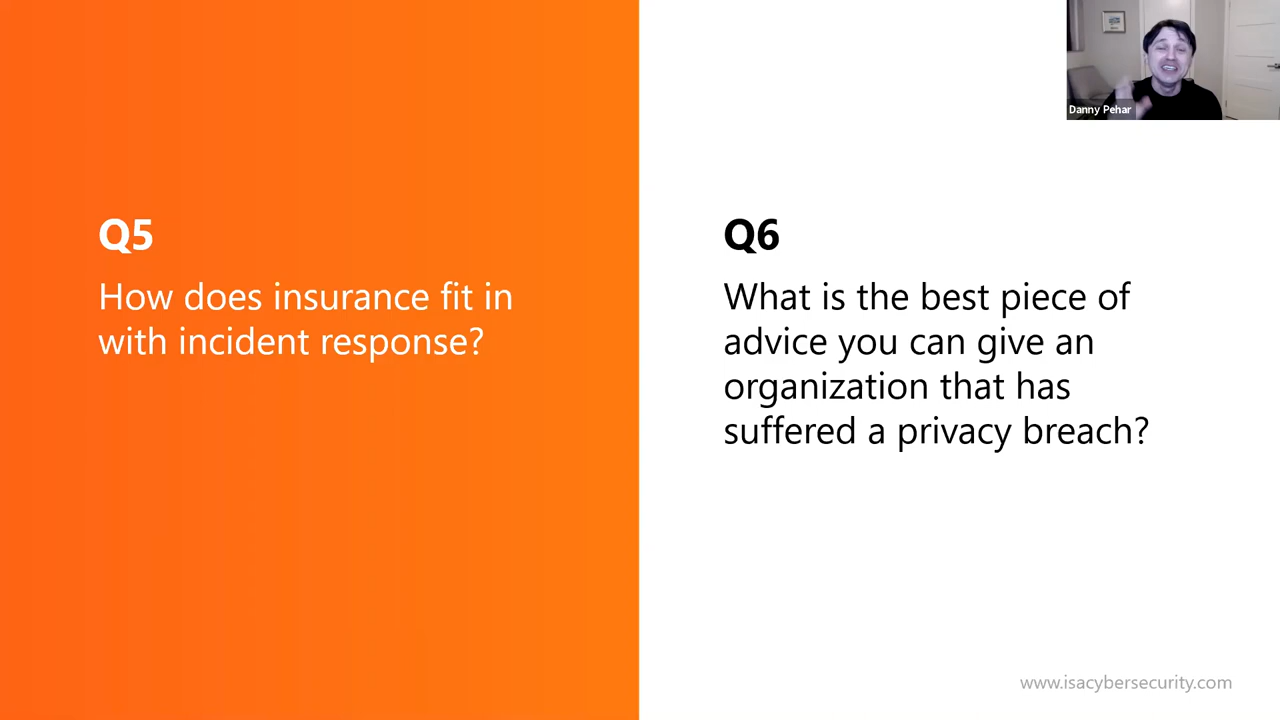 Danny Pehar
Q5
How does insurance fit in
with incident response?
Q6
What is the best piece of
advice you can give an
organization that has
suffered a privacy breach?
www.isacybersecurity.com